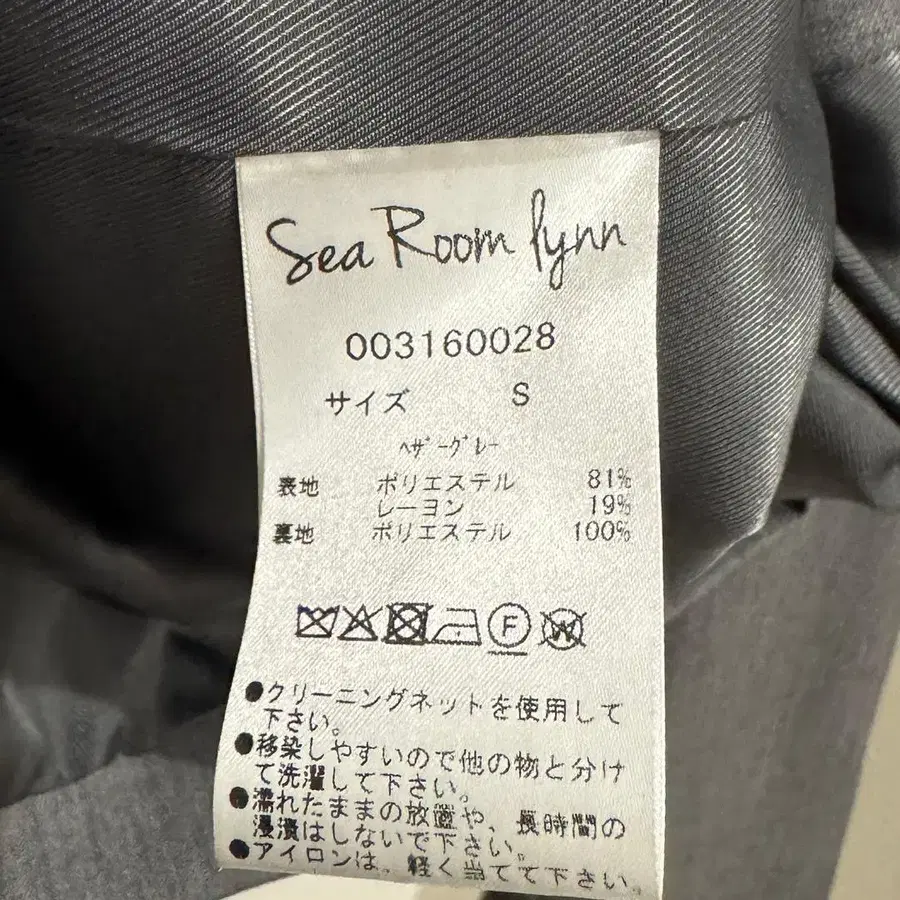 Sea Room lynn
003160028
サイズ S
ﾍｻﾞｰｸﾞﾚｰ
表地 ポリエステル 81%
レーヨン 19%
裏地 ポリエステル 100%
F W
●クリーニングネットを使用して
下さい。
●移染しやすいので他の物と分け
て洗濯して下さい。
●濡れたままの放置や、長時間の
浸漬はしないで下さい。
●アイロンは、軽く当てて下さい。